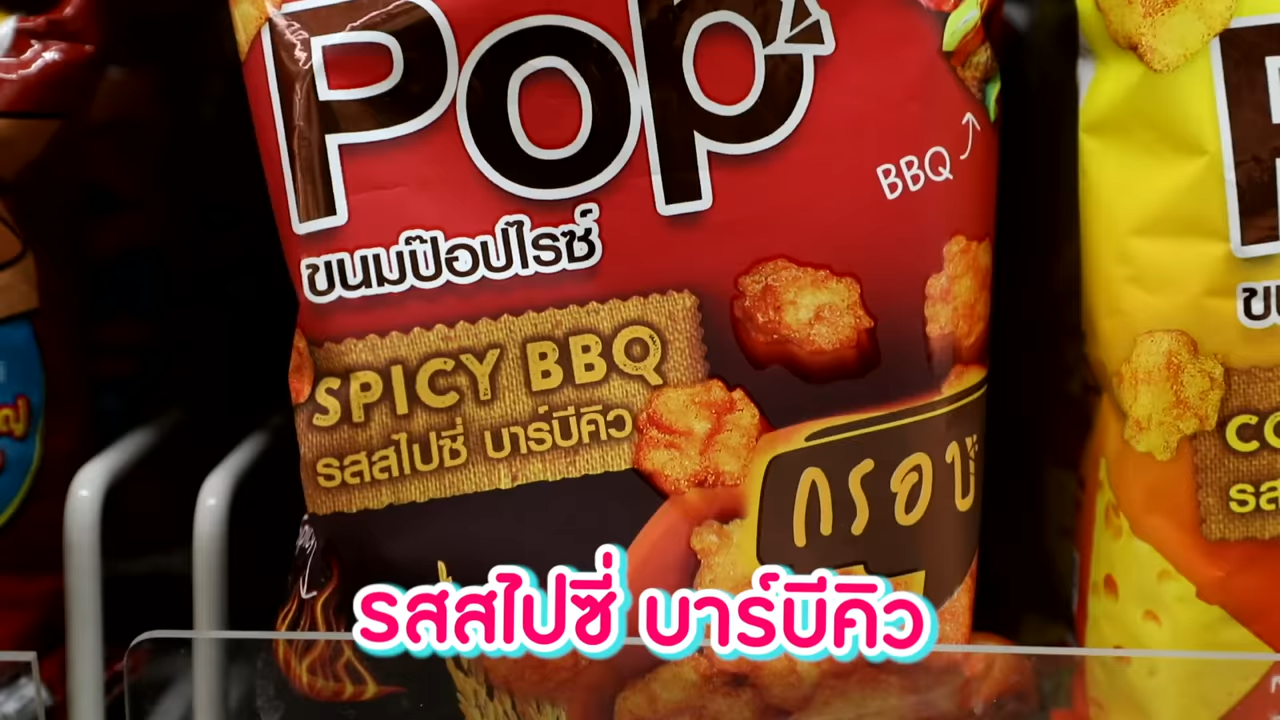 Pop
BBQ
ขนมป๊อปไรซ์
SPICY BBQ
รสสไปซี่ บาร์บีคิว
กรอบ
รสสไปซี่ บาร์บีคิว